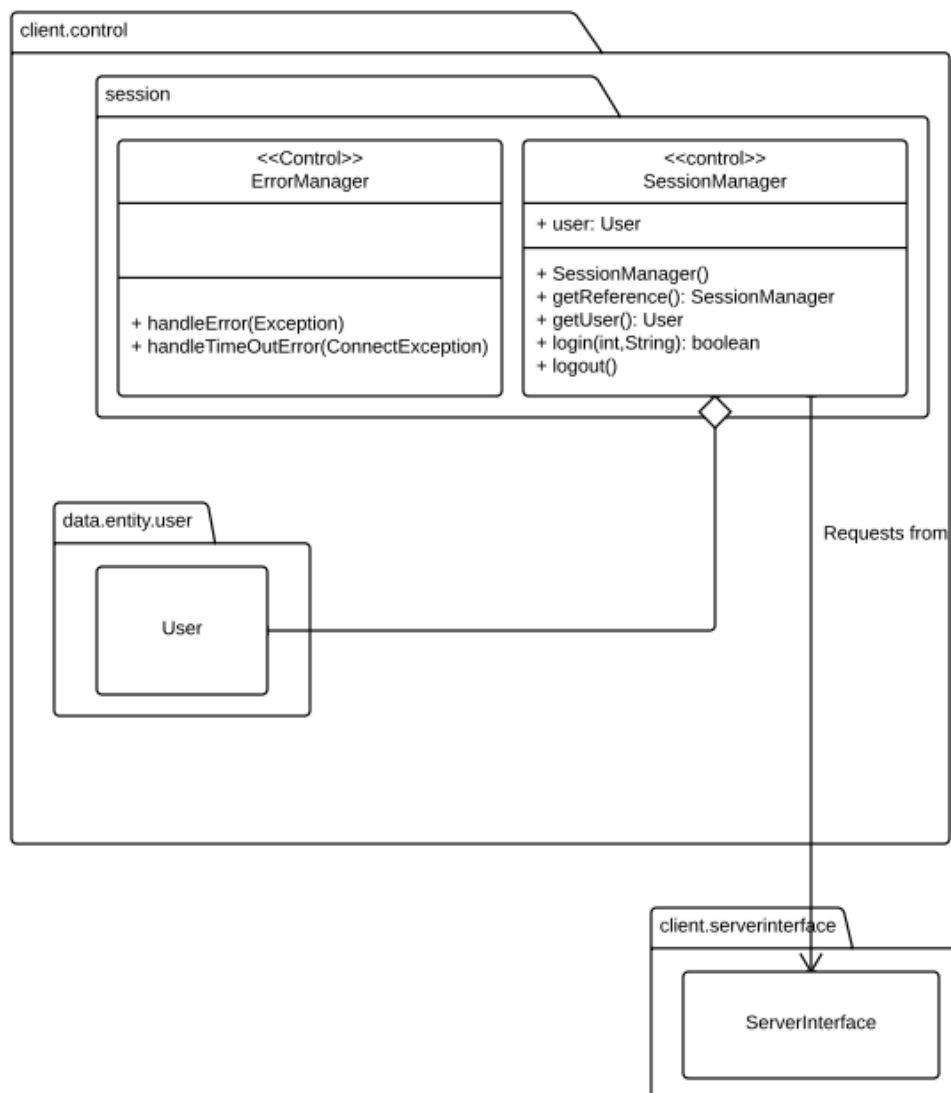 client.control
session
<<Control>>
ErrorManager
+ handleError(Exception)
+ handleTimeOutError(ConnectException)
<<control>>
SessionManager
+ user: User
+ SessionManager()
+ getReference(): SessionManager
+ getUser(): User
+ login(int,String): boolean
+ logout()
data.entity.user
User
Requests from
client.serverinterface
ServerInterface